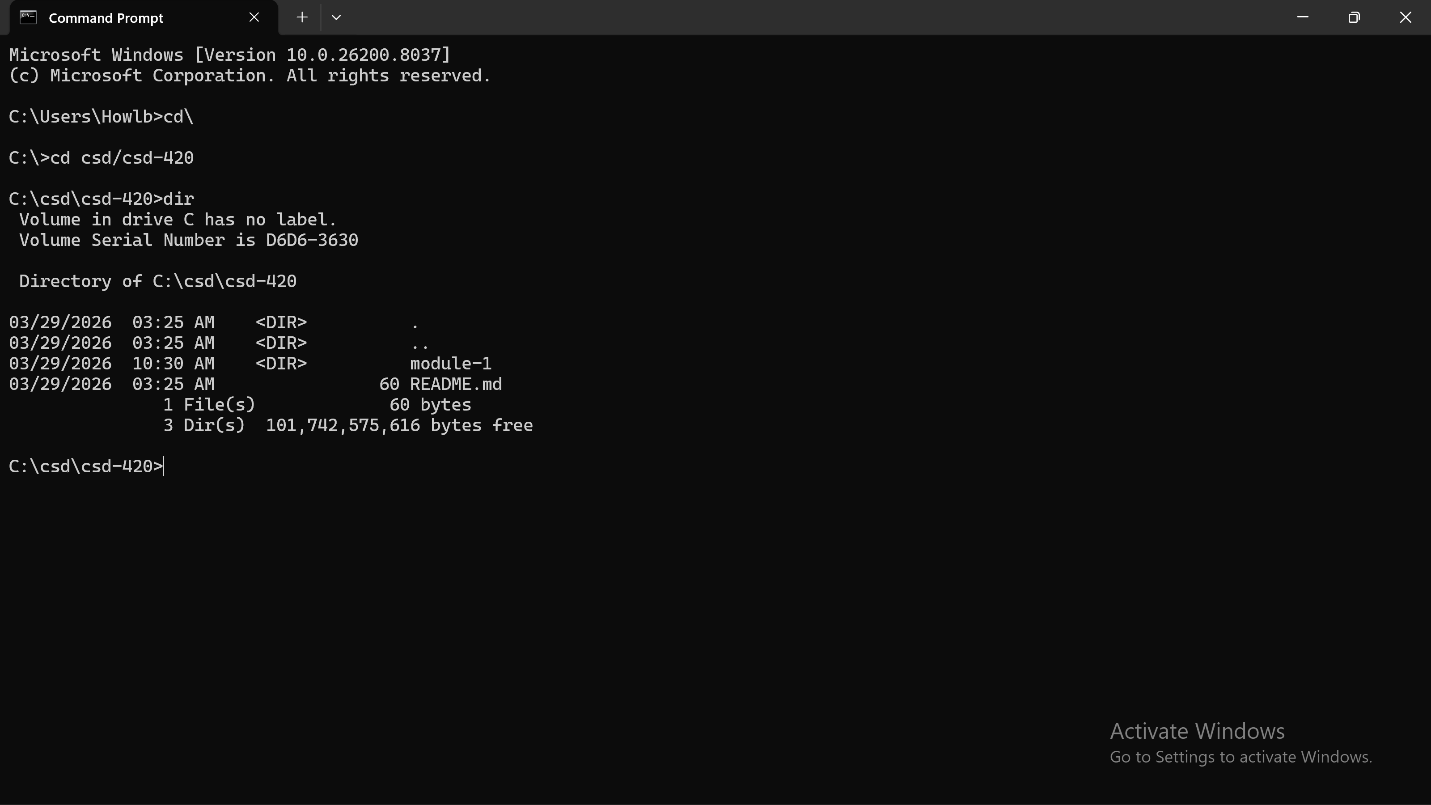 Command Prompt
Microsoft Windows [Version 10.0.26200.8037]
(c) Microsoft Corporation. All rights reserved.
C:\Users\Howlb>cd\
C:\>cd csd/csd-420
C:\csd\csd-420>dir
 Volume in drive C has no label.
 Volume Serial Number is D6D6-3630
 Directory of C:\csd\csd-420
03/29/2026  03:25 AM    <DIR>          .
03/29/2026  03:25 AM    <DIR>          ..
03/29/2026  10:30 AM    <DIR>          module-1
03/29/2026  03:25 AM                60 README.md
               1 File(s)             60 bytes
               3 Dir(s)  101,742,575,616 bytes free
C:\csd\csd-420>
Activate Windows
Go to Settings to activate Windows.